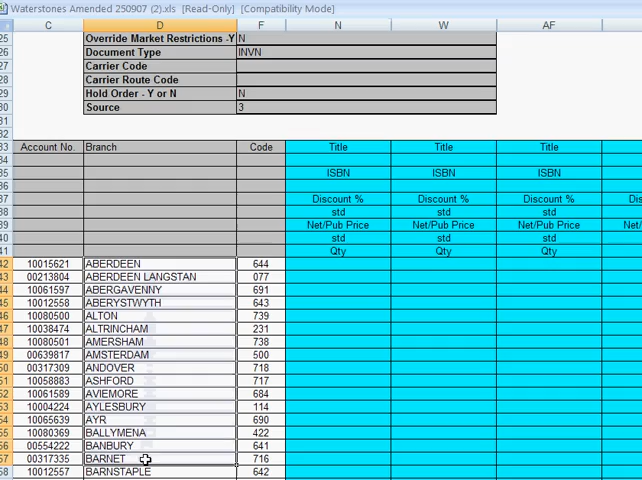 Waterstones Amended 250907 (2).xls [Read-Only] [Compatibility Mode]
C D F N W AF
25 Override Market Restrictions -Y N
26 Document Type INVN
27 Carrier Code
28 Carrier Route Code
29 Hold Order - Y or N N
30 Source 3
31
32
33 Account No. Branch Code Title Title Title
34
35 ISBN ISBN ISBN
36
37 Discount % Discount % Discount % Dis
38 std std std
39 Net/Pub Price Net/Pub Price Net/Pub Price Net/
40 std std std
41 Qty Qty Qty
42 10015621 ABERDEEN 644
43 00213804 ABERDEEN LANGSTAN 077
44 10061597 ABERGAVENNY 691
45 10012558 ABERYSTWYTH 643
46 10080500 ALTON 739
47 10038474 ALTRINCHAM 231
48 10080501 AMERSHAM 738
49 00639817 AMSTERDAM 500
50 00317309 ANDOVER 718
51 10058883 ASHFORD 717
52 10061589 AVIEMORE 684
53 10004224 AYLESBURY 114
54 10065639 AYR 690
55 10080369 BALLYMENA 422
56 00554222 BANBURY 641
57 00317335 BARNET 716
58 10012557 BARNSTAPLE 642